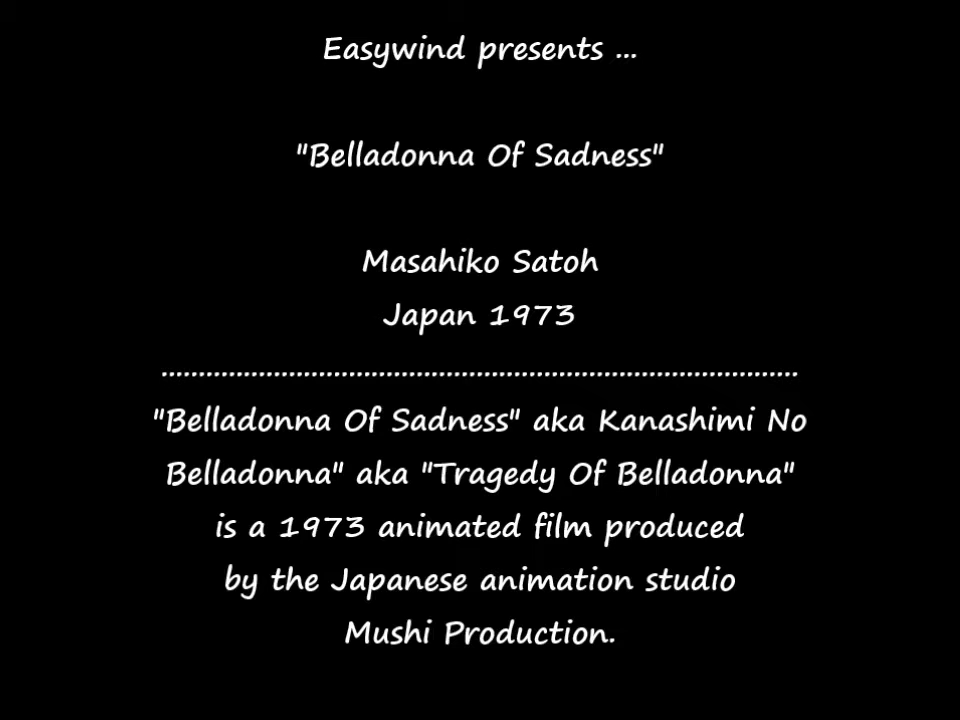 Easywind presents ...
"Belladonna Of Sadness"
Masahiko Satoh
Japan 1973
.....................................................................................
"Belladonna Of Sadness" aka Kanashimi No
Belladonna" aka "Tragedy Of Belladonna"
is a 1973 animated film produced
by the Japanese animation studio
Mushi Production.